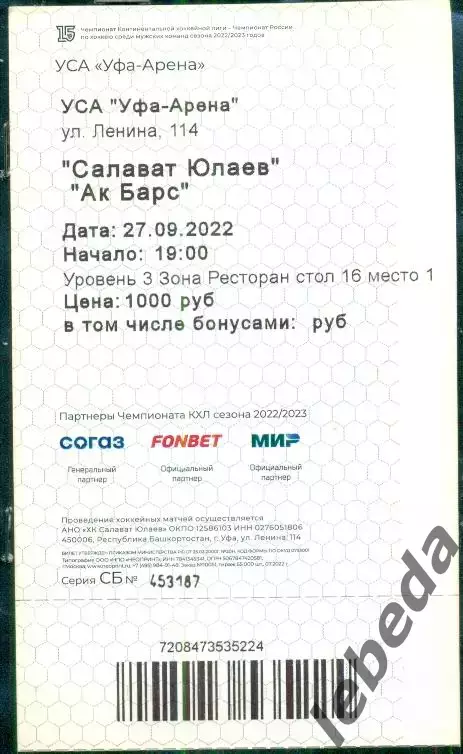 15 Чемпионат Континентальной хоккейной лиги - Чемпионат России
по хоккею среди мужских команд сезона 2022/2023 годов
УСА «Уфа-Арена»
УСА "Уфа-Арена"
ул. Ленина, 114
"Салават Юлаев"
"Ак Барс"
Дата: 27.09.2022
Начало: 19:00
Уровень 3 Зона Ресторан стол 16 место 1
Цена: 1000 руб
в том числе бонусами: руб
Партнеры Чемпионата КХЛ сезона 2022/2023
согаз FONBET МИР
Генеральный партнер Официальный партнер Официальный партнер
Проведение хоккейных матчей осуществляется
АНО «ХК Салават Юлаев» ОКПО 12586103 ИНН 0276051806
450006, Республика Башкортостан, г. Уфа, ул. Ленина, 114
Серия СБ № 453187
7208473535224
lebeda